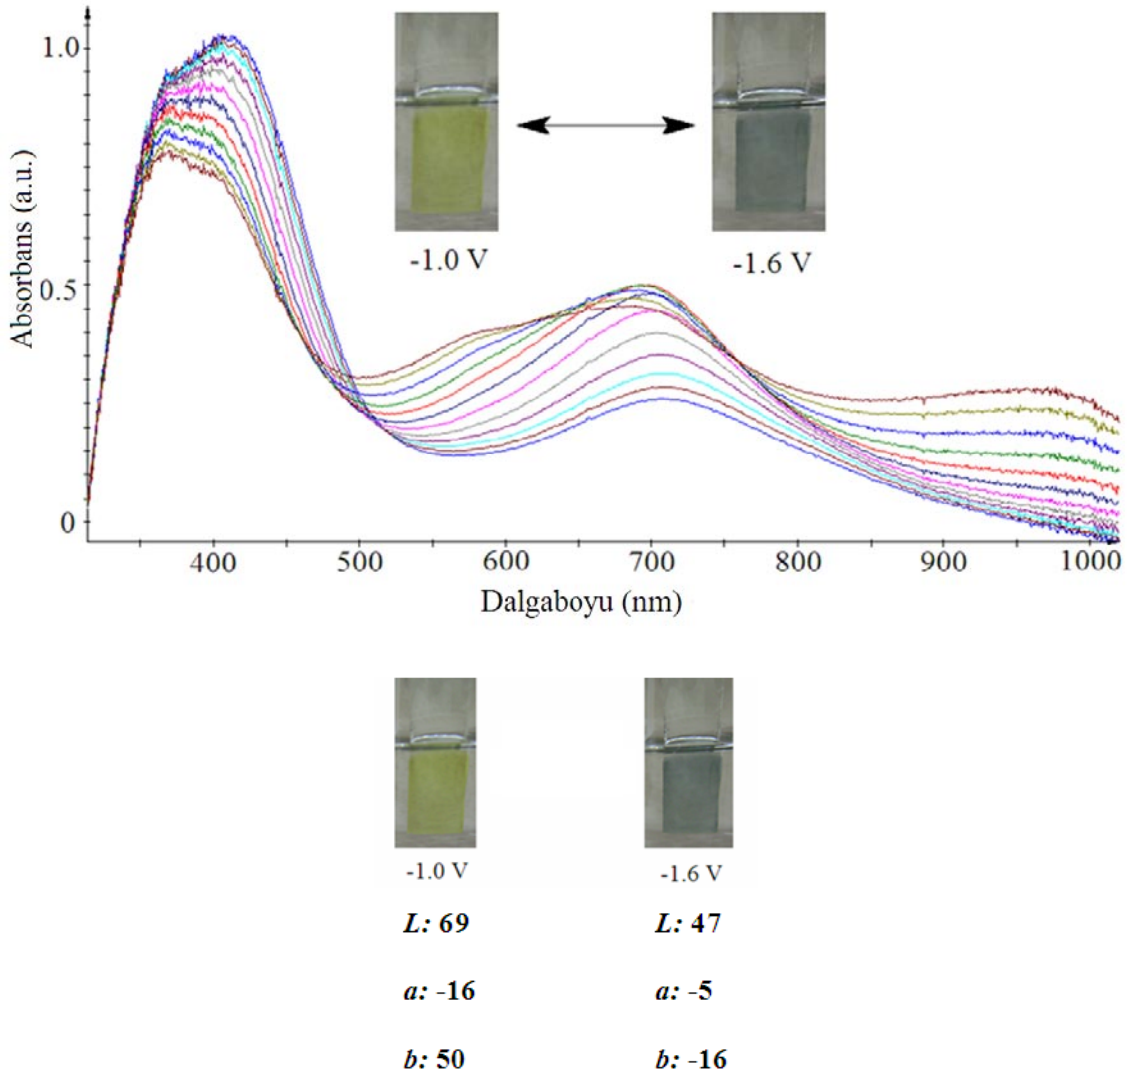 1.0
0.5
0
Absorbans (a.u.)
-1.0 V
-1.6 V
400 500 600 700 800 900 1000
Dalgaboyu (nm)
-1.0 V -1.6 V
L: 69 L: 47
a: -16 a: -5
b: 50 b: -16